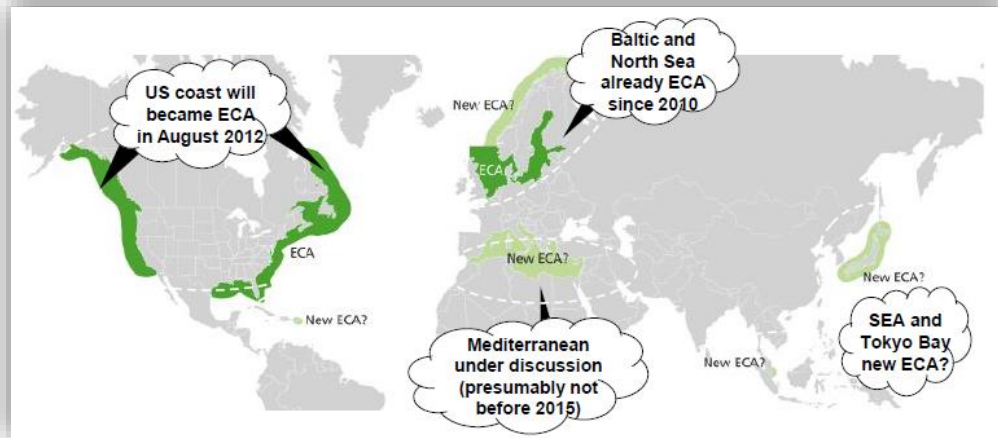 US coast will
became ECA
in August 2012
ECA
New ECA?
New ECA?
Baltic and
North Sea
already ECA
since 2010
ECA
New ECA?
Mediterranean
under discussion
(presumably not
before 2015)
New ECA?
SEA and
Tokyo Bay
new ECA?
New ECA?